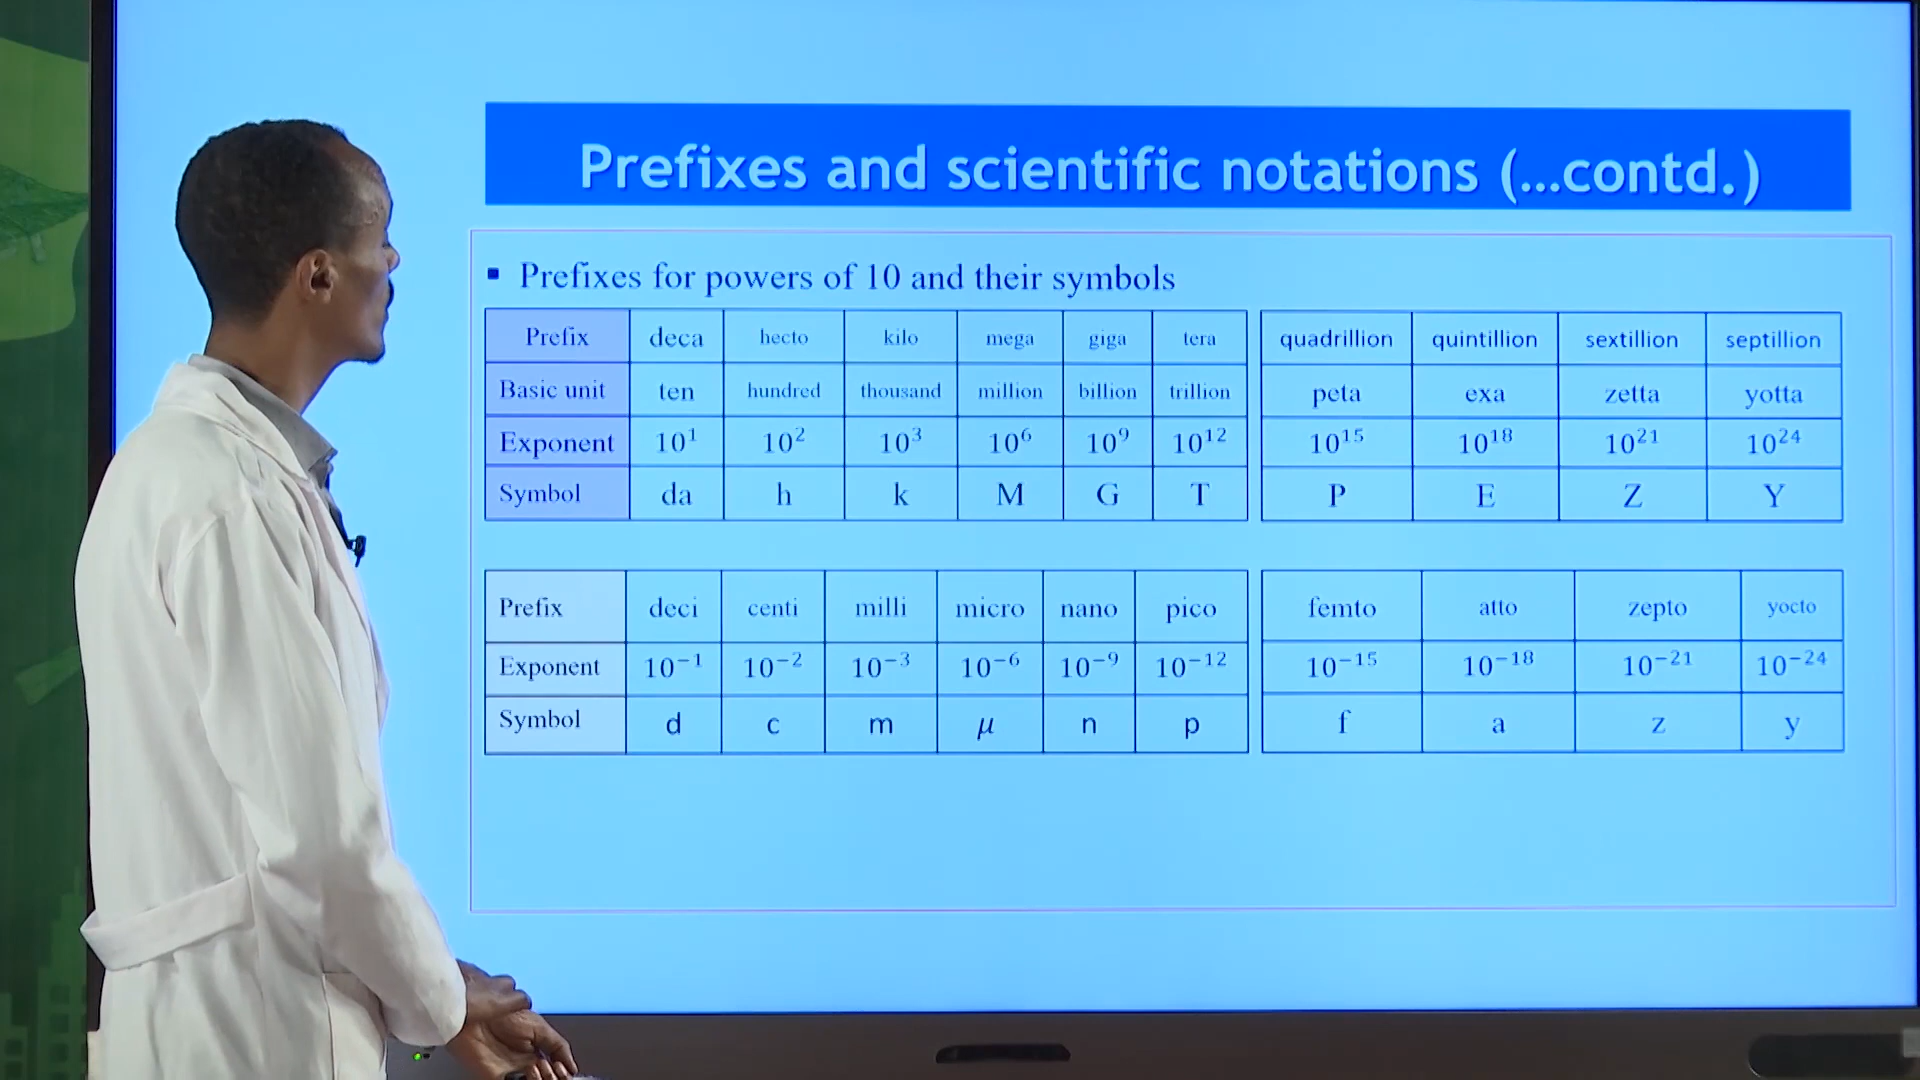 Prefixes and scientific notations (...contd.)
▪ Prefixes for powers of 10 and their symbols
Prefix deca hecto kilo mega giga tera quadrillion quintillion sextillion septillion
Basic unit ten hundred thousand million billion trillion peta exa zetta yotta
Exponent 10¹ 10² 10³ 10⁶ 10⁹ 10¹² 10¹⁵ 10¹⁸ 10²¹ 10²⁴
Symbol da h k M G T P E Z Y
Prefix deci centi milli micro nano pico femto atto zepto yocto
Exponent 10⁻¹ 10⁻² 10⁻³ 10⁻⁶ 10⁻⁹ 10⁻¹² 10⁻¹⁵ 10⁻¹⁸ 10⁻²¹ 10⁻²⁴
Symbol d c m μ n p f a z y